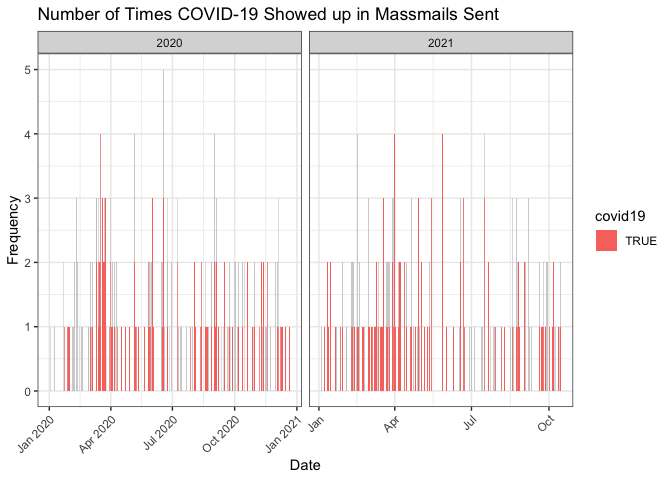 Number of Times COVID-19 Showed up in Massmails Sent
2020
2021
5
4
3
2
1
0
Frequency
Jan 2020
Apr 2020
Jul 2020
Oct 2020
Jan 2021
Jan
Apr
Jul
Oct
Date
covid19
TRUE